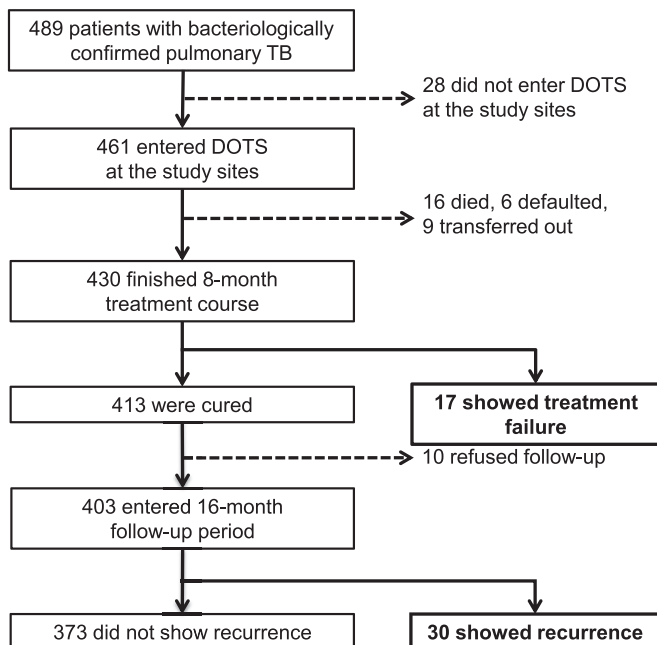 489 patients with bacteriologically
confirmed pulmonary TB
28 did not enter DOTS
at the study sites
461 entered DOTS
at the study sites
16 died, 6 defaulted,
9 transferred out
430 finished 8-month
treatment course
413 were cured
17 showed treatment
failure
10 refused follow-up
403 entered 16-month
follow-up period
373 did not show recurrence
30 showed recurrence